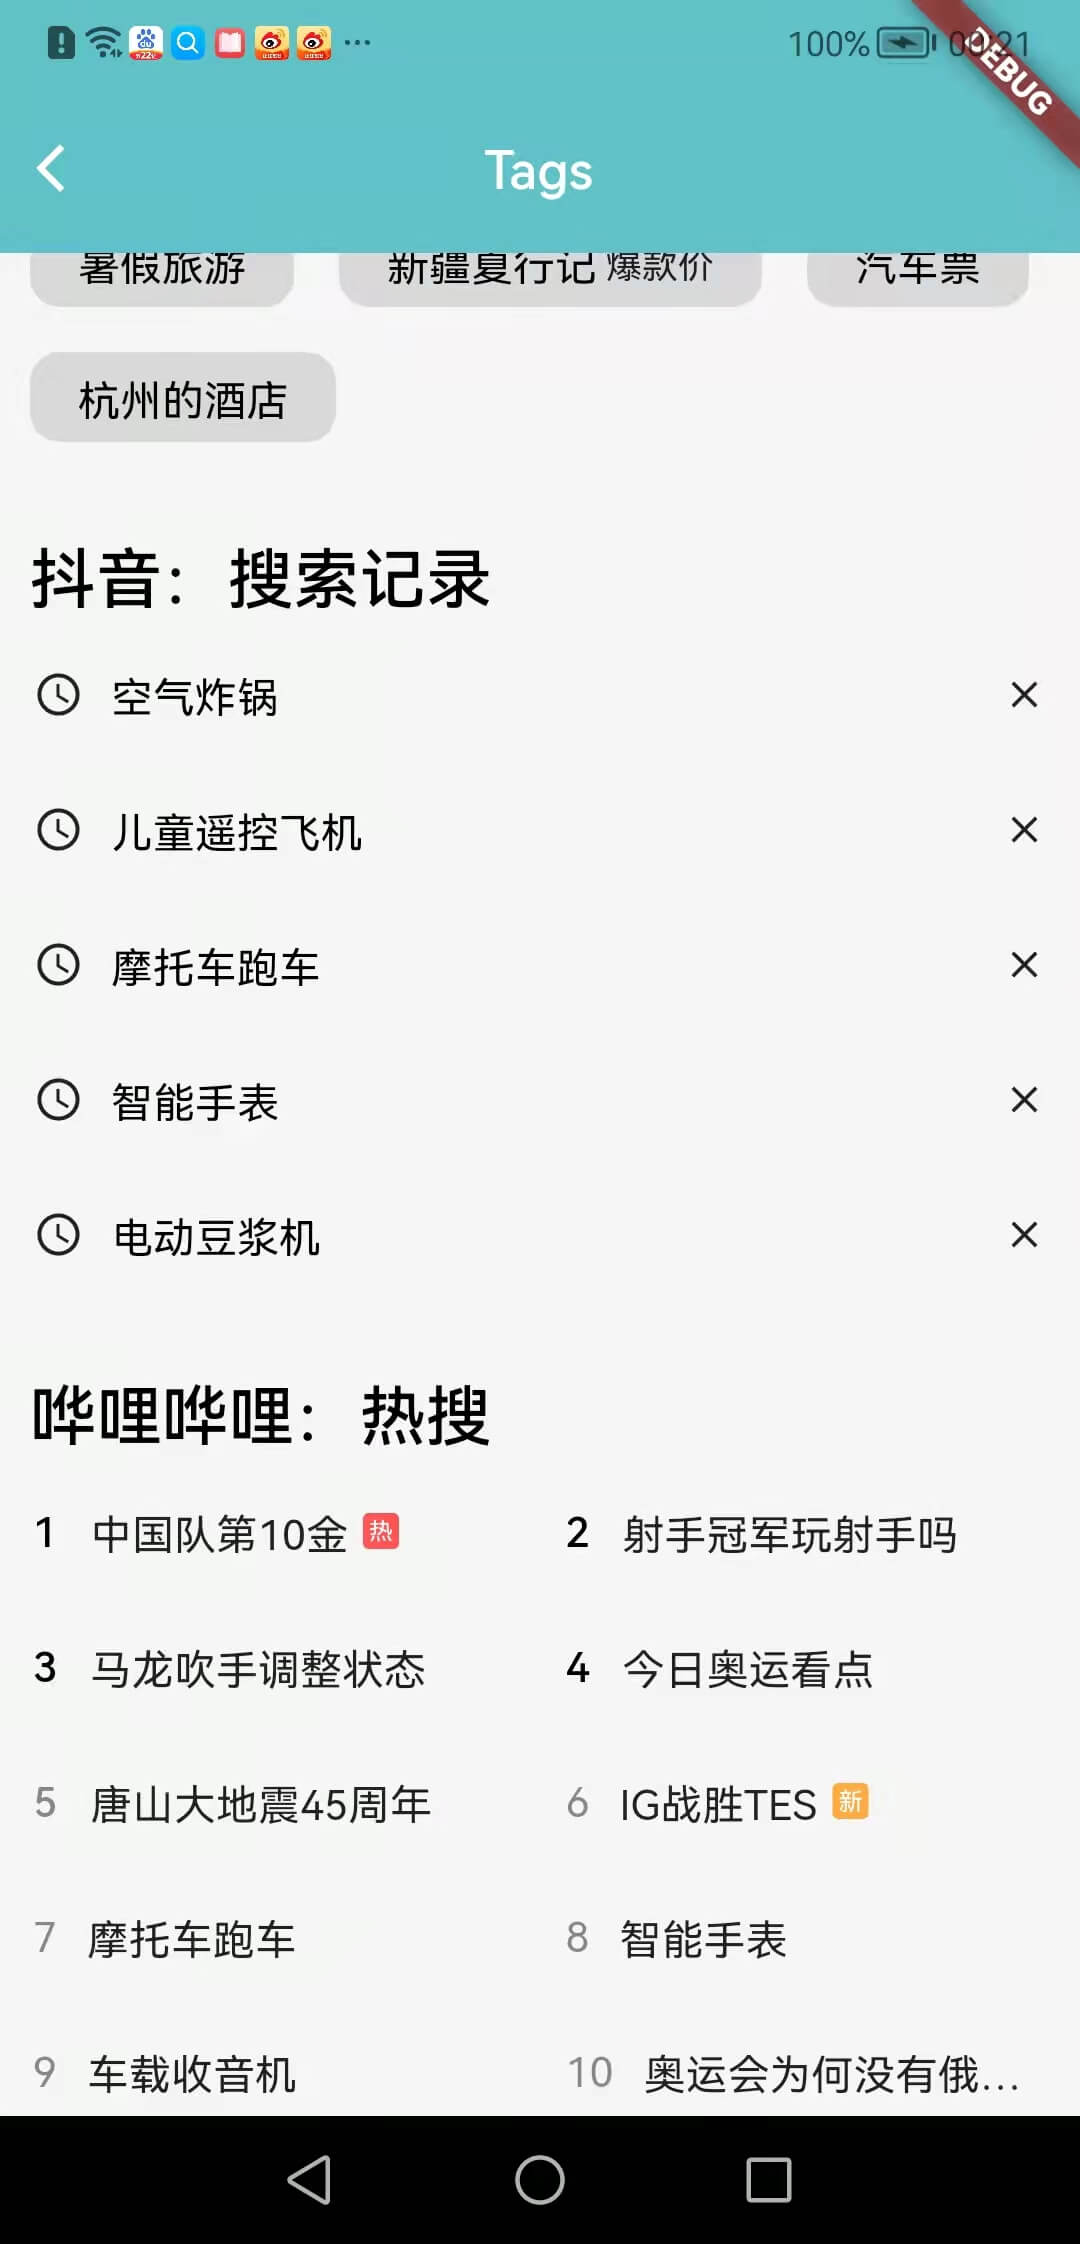 100%
DEBUG
Tags
暑假旅游
新疆夏行记 爆款价
汽车票
杭州的酒店
抖音：搜索记录
空气炸锅
儿童遥控飞机
摩托车跑车
智能手表
电动豆浆机
哔哩哔哩：热搜
1 中国队第10金 热
2 射手冠军玩射手吗
3 马龙吹手调整状态
4 今日奥运看点
5 唐山大地震45周年
6 IG战胜TES 新
7 摩托车跑车
8 智能手表
9 车载收音机
10 奥运会为何没有俄...